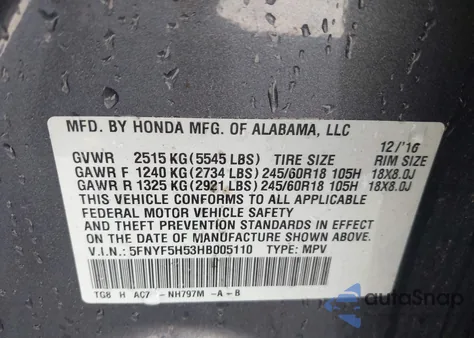 MFD. BY HONDA MFG. OF ALABAMA, LLC
12/'16
GVWR 2515 KG (5545 LBS) TIRE SIZE RIM SIZE
GAWR F 1240 KG (2734 LBS) 245/60R18 105H 18X8.0J
GAWR R 1325 KG (2921 LBS) 245/60R18 105H 18X8.0J
THIS VEHICLE CONFORMS TO ALL APPLICABLE
FEDERAL MOTOR VEHICLE SAFETY
AND THEFT PREVENTION STANDARDS IN EFFECT
ON THE DATE OF MANUFACTURE SHOWN ABOVE.
V.I.N.: 5FNYF5H53HB005110 TYPE: MPV
TG8 H AC7 -NH797M -A-B
autoSnap